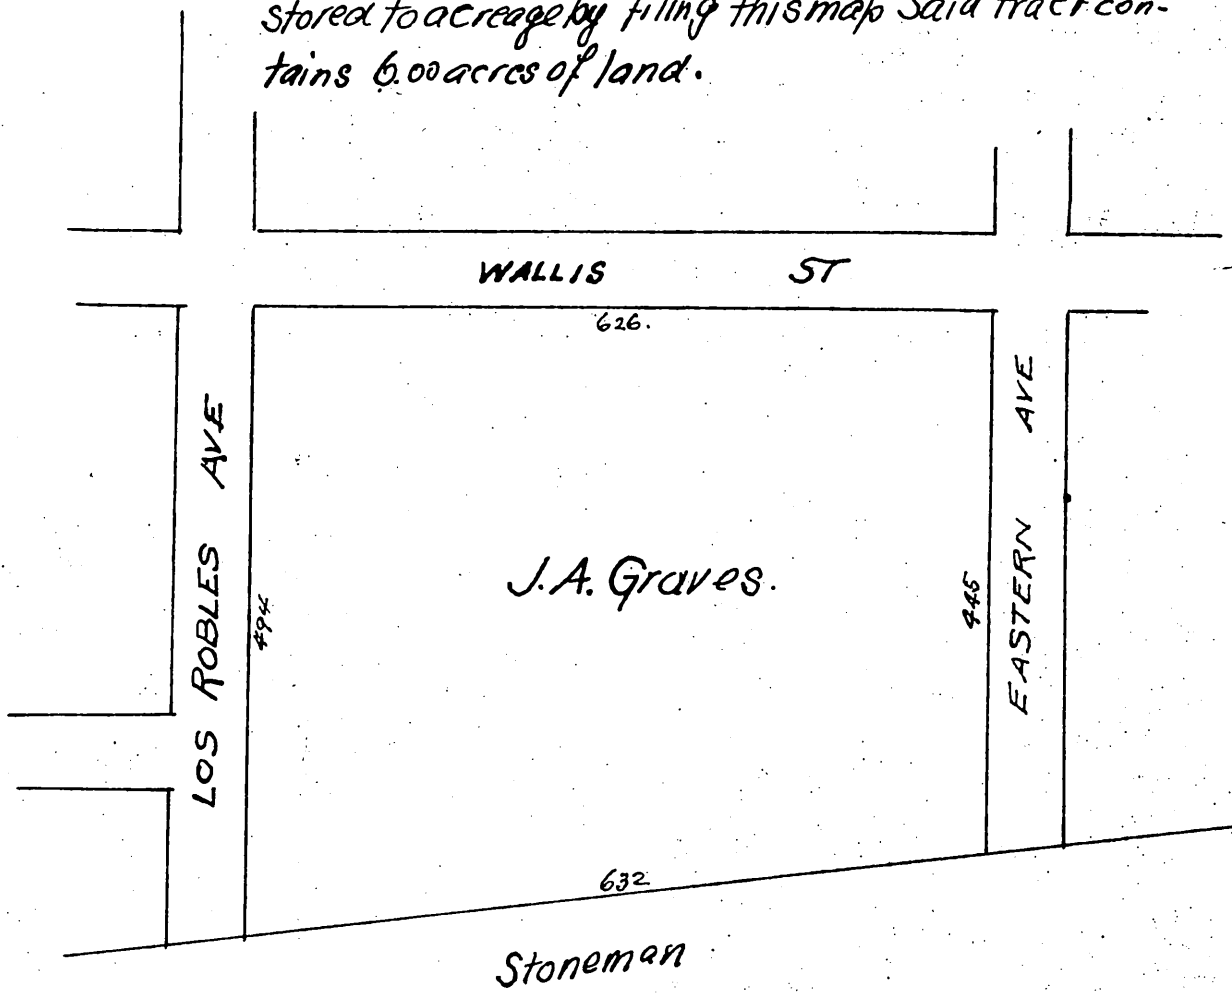 stored to acreage by filling this map Said tract con-
tains 6.00 acres of land.
WALLIS ST
626.
LOS ROBLES AVE
494
J.A. Graves.
445
EASTERN AVE
632
Stoneman